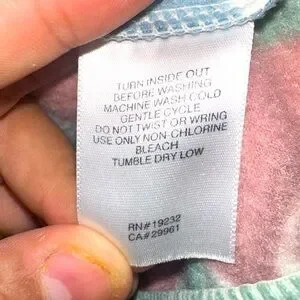 TURN INSIDE OUT
BEFORE WASHING
MACHINE WASH COLD
GENTLE CYCLE
DO NOT TWIST OR WRING
USE ONLY NON-CHLORINE
BLEACH
TUMBLE DRY LOW
RN#19232
CA#29961